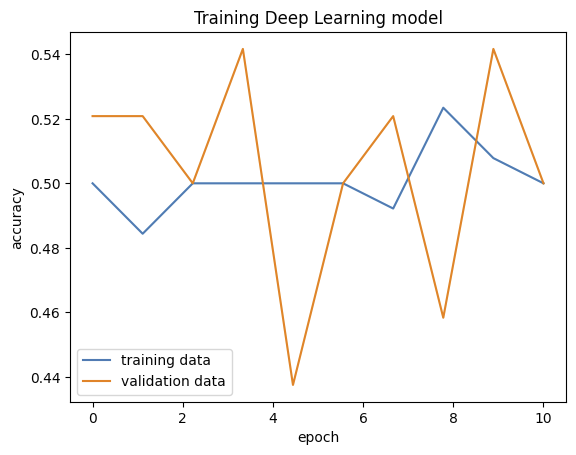 Training Deep Learning model
0.54
0.52
0.50
0.48
0.46
0.44
accuracy
training data
validation data
0 2 4 6 8 10
epoch